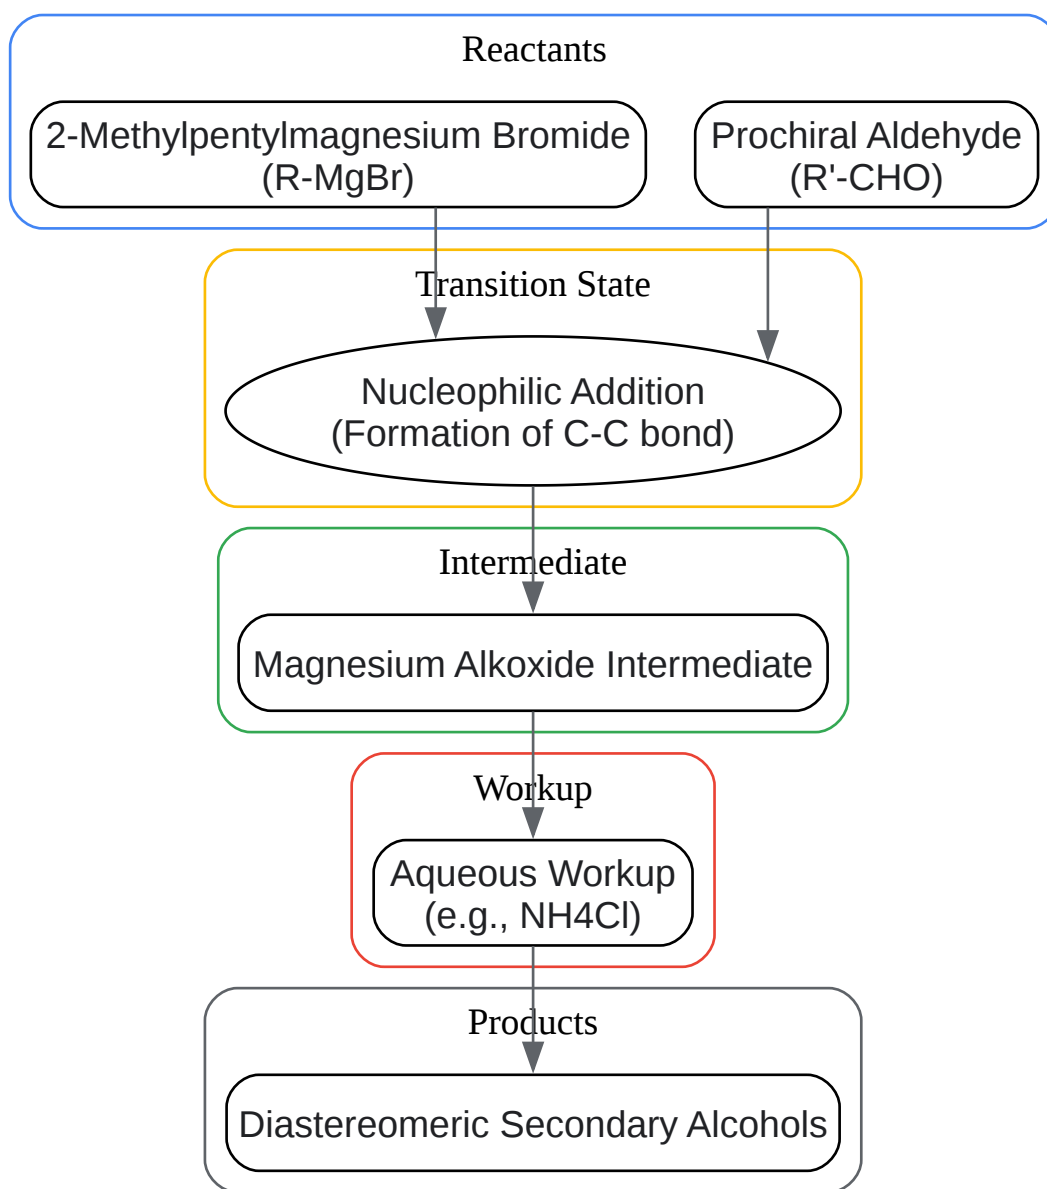 Reactants
2-Methylpentylmagnesium Bromide
(R-MgBr)
Prochiral Aldehyde
(R'-CHO)
Transition State
Nucleophilic Addition
(Formation of C-C bond)
Intermediate
Magnesium Alkoxide Intermediate
Workup
Aqueous Workup
(e.g., NH4Cl)
Products
Diastereomeric Secondary Alcohols